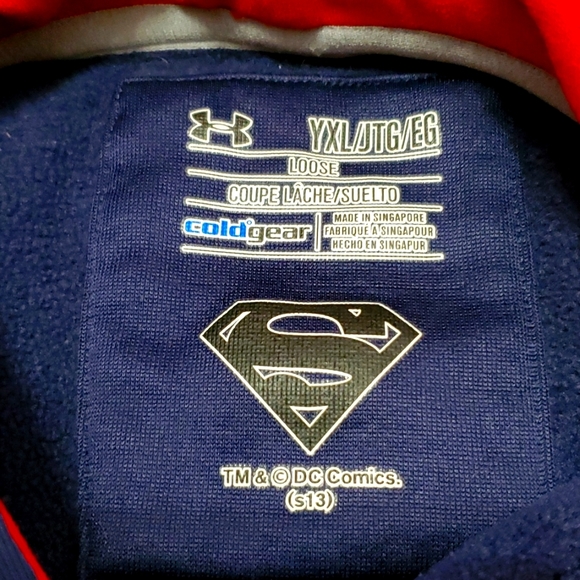 YXL/JTG/EG
LOOSE
COUPE LÂCHE/SUELTO
coldgear
MADE IN SINGAPORE
FABRIQUÉ À SINGAPOUR
HECHO EN SINGAPUR
S
TM & © DC Comics.
(s13)